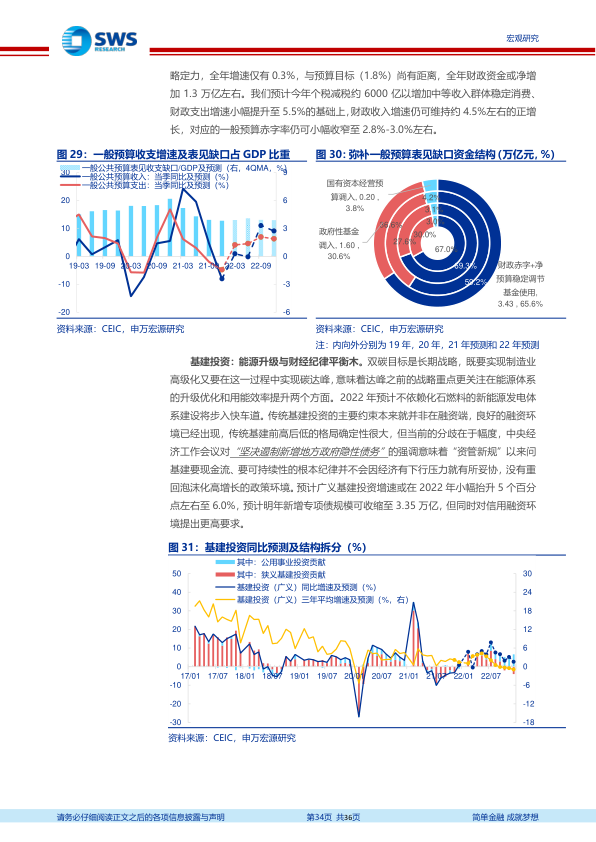 SWS
RESEARCH
宏观研究
略定力，全年增速仅有 0.3%，与预算目标（1.8%）尚有距离，全年财政资金或净增
加 1.3 万亿左右。我们预计今年个税减税约 6000 亿以增加中等收入群体稳定消费、
财政支出增速小幅提升至 5.5%的基础上，财政收入增速仍可维持约 4.5%左右的正增
长，对应的一般预算赤字率仍可小幅收窄至 2.8%-3.0%左右。
图 29：一般预算收支增速及表见缺口占 GDP 比重
一般公共预算表见收支缺口/GDP及预测（右，4QMA，%）
一般公共预算收入：当季同比及预测（%）
一般公共预算支出：当季同比及预测（%）
30 9
20 6
10 3
0 0
19-03 19-09 20-03 20-09 21-03 21-09 22-03 22-09
-10 -3
-20 -6
资料来源：CEIC，申万宏源研究
图 30：弥补一般预算表见缺口资金结构（万亿元，%）
国有资本经营预
算调入，0.20，
3.8%
政府性基金
调入，1.60，
30.6%
财政赤字+净
预算稳定调节
基金使用，
3.43，65.6%
4.2%
30.0%
27.6%
67.0%
69.3%
59.2%
资料来源：CEIC，申万宏源研究
注：内向外分别为 19 年，20 年，21 年预测和 22 年预测
基建投资：能源升级与财经纪律平衡木。双碳目标是长期战略，既要实现制造业
高级化又要在这一过程中实现碳达峰，意味着达峰之前的战略重点更关注在能源体系
的升级优化和用能效率提升两个方面。2022 年预计不依赖化石燃料的新能源发电体
系建设将步入快车道。传统基建投资的主要约束本来就并非在融资端，良好的融资环
境已经出现，传统基建前高后低的格局确定性很大，但当前的分歧在于幅度，中央经
济工作会议对“坚决遏制新增地方政府隐性债务”的强调意味着“资管新规”以来问
基建要现金流、要可持续性的根本纪律并不会因经济有下行压力就有所妥协，没有重
回泡沫化高增长的政策环境。预计广义基建投资增速或在 2022 年小幅抬升 5 个百分
点左右至 6.0%，预计明年新增专项债规模可收缩至 3.35 万亿，但同时对信用融资环
境提出更高要求。
图 31：基建投资同比预测及结构拆分（%）
其中：公用事业投资贡献
其中：狭义基建投资贡献
基建投资（广义）同比增速及预测（%）
基建投资（广义）三年平均增速及预测（%，右）
50 30
40 24
30 18
20 12
10 6
0 0
17/01 17/07 18/01 18/07 19/01 19/07 20/01 20/07 21/01 21/07 22/01 22/07
-10 -6
-20 -12
-30 -18
资料来源：CEIC，申万宏源研究
请务必仔细阅读正文之后的各项信息披露与声明 第34页 共36页 简单金融 成就梦想